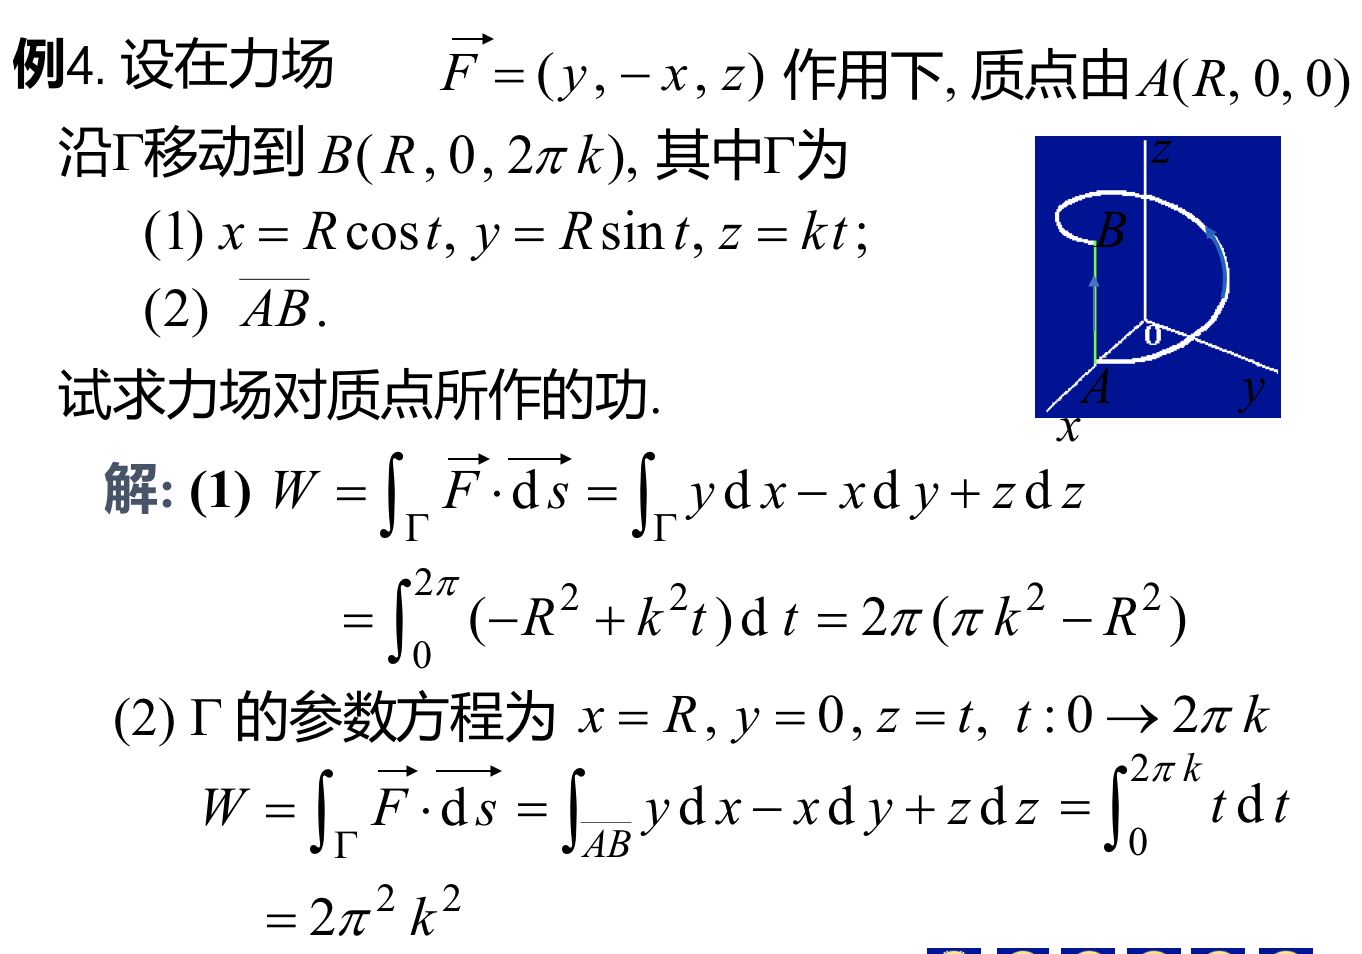 例4. 设在力场 $\overrightarrow{F} = (y, -x, z)$ 作用下, 质点由 $A(R, 0, 0)$
沿Γ移动到 $B(R, 0, 2\pi k)$, 其中Γ为
(1) $x = R\cos t, y = R\sin t, z = kt;$
(2) $\overline{AB}.$
试求力场对质点所作的功.
z
B
0
A
y
x
解: (1) $W = \int_{\Gamma} \overrightarrow{F} \cdot \overrightarrow{\mathrm{d}s} = \int_{\Gamma} y\,\mathrm{d}x - x\,\mathrm{d}y + z\,\mathrm{d}z$
$= \int_{0}^{2\pi} (-R^2 + k^2 t)\,\mathrm{d}t = 2\pi(\pi k^2 - R^2)$
(2) Γ 的参数方程为 $x = R, y = 0, z = t, \ t: 0 \to 2\pi k$
$W = \int_{\Gamma} \overrightarrow{F} \cdot \overrightarrow{\mathrm{d}s} = \int_{\overline{AB}} y\,\mathrm{d}x - x\,\mathrm{d}y + z\,\mathrm{d}z = \int_{0}^{2\pi k} t\,\mathrm{d}t$
$= 2\pi^2 k^2$